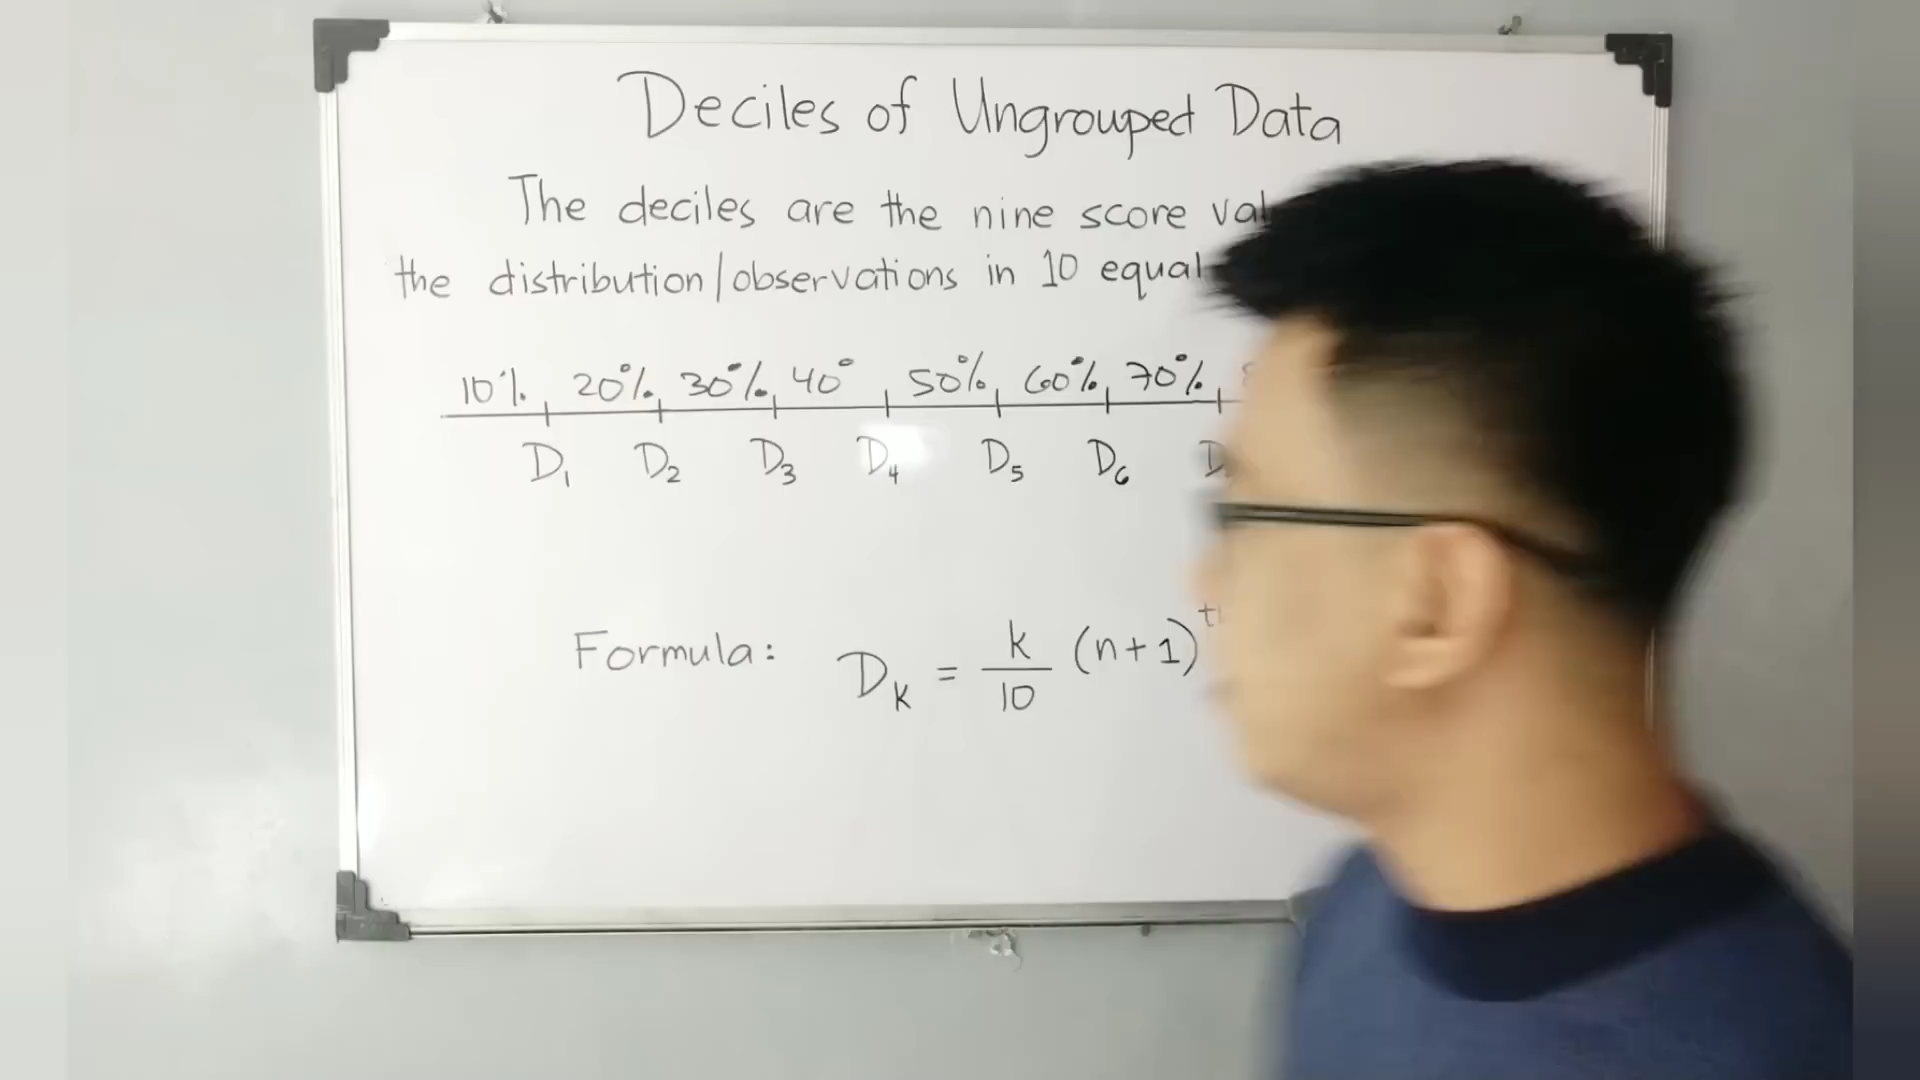 Deciles of Ungrouped Data
The deciles are the nine score
the distribution/observations in 10 equal
10% 20% 30% 40° 50% 60% 70%
D₁ D₂ D₃ D₄ D₅ D₆
Formula: Dₖ = k/10 (n+1)